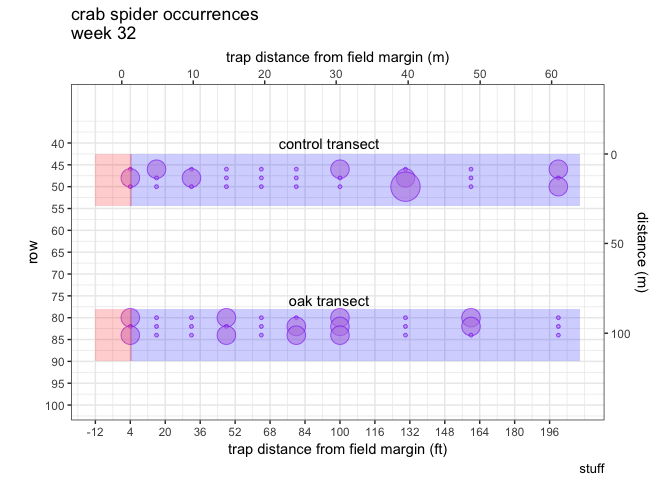 crab spider occurrences
week 32
trap distance from field margin (m)
0 10 20 30 40 50 60
control transect
oak transect
row
40
45
50
55
60
65
70
75
80
85
90
95
100
distance (m)
0
50
100
-12 4 20 36 52 68 84 100 116 132 148 164 180 196
trap distance from field margin (ft)
stuff